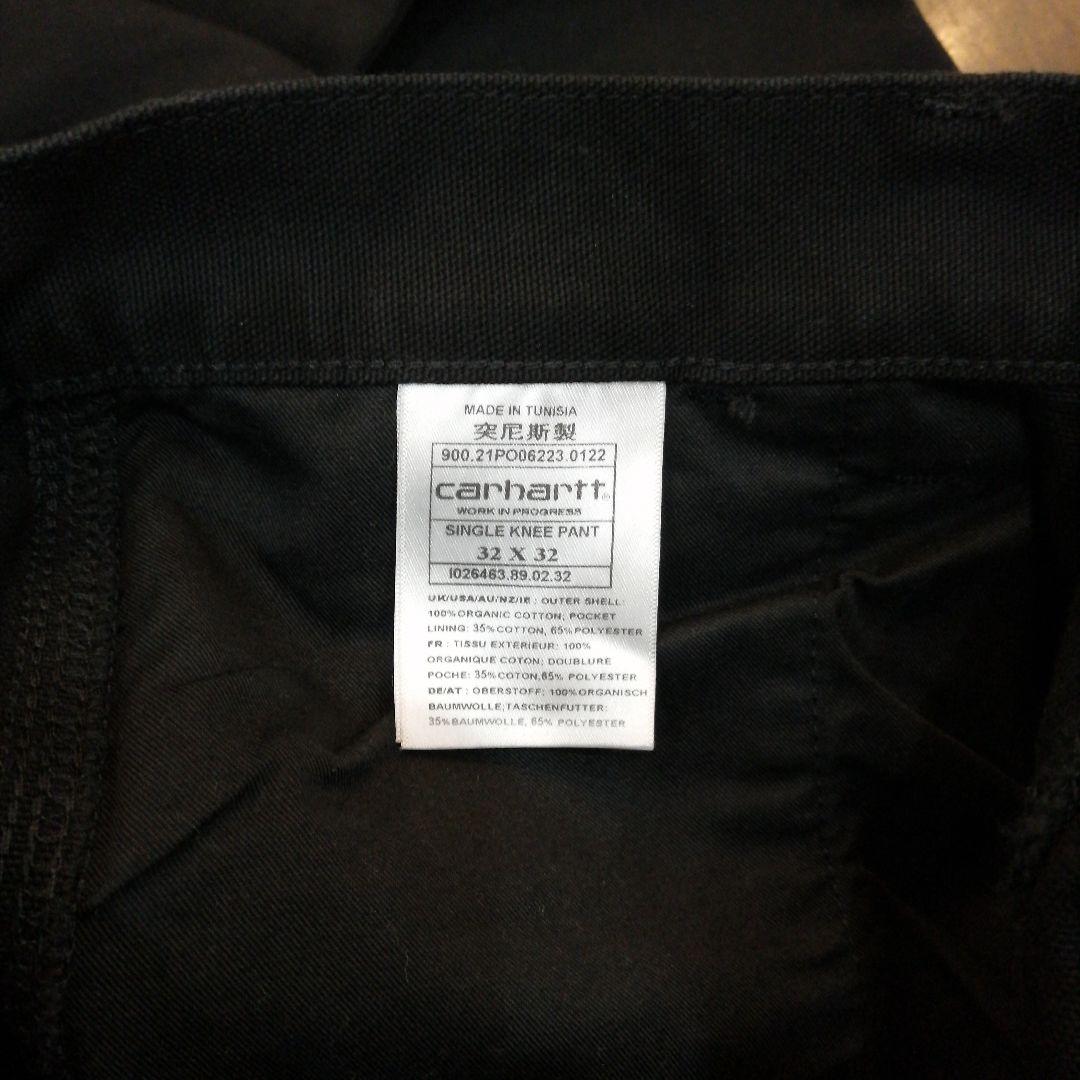 MADE IN TUNISIA
突尼斯製
900.21PO06223.0122
carhartt®
WORK IN PROGRESS
SINGLE KNEE PANT
32 X 32
I026463.89.02.32
UK/USA/AU/NZ/IE : OUTER SHELL:
100%ORGANIC COTTON; POCKET
LINING: 35%COTTON, 65%POLYESTER
FR : TISSU EXTERIEUR: 100%
ORGANIQUE COTON; DOUBLURE
POCHE: 35%COTON,65% POLYESTER
DE/AT : OBERSTOFF: 100%ORGANISCH
BAUMWOLLE;TASCHENFUTTER:
35%BAUMWOLLE, 65% POLYESTER